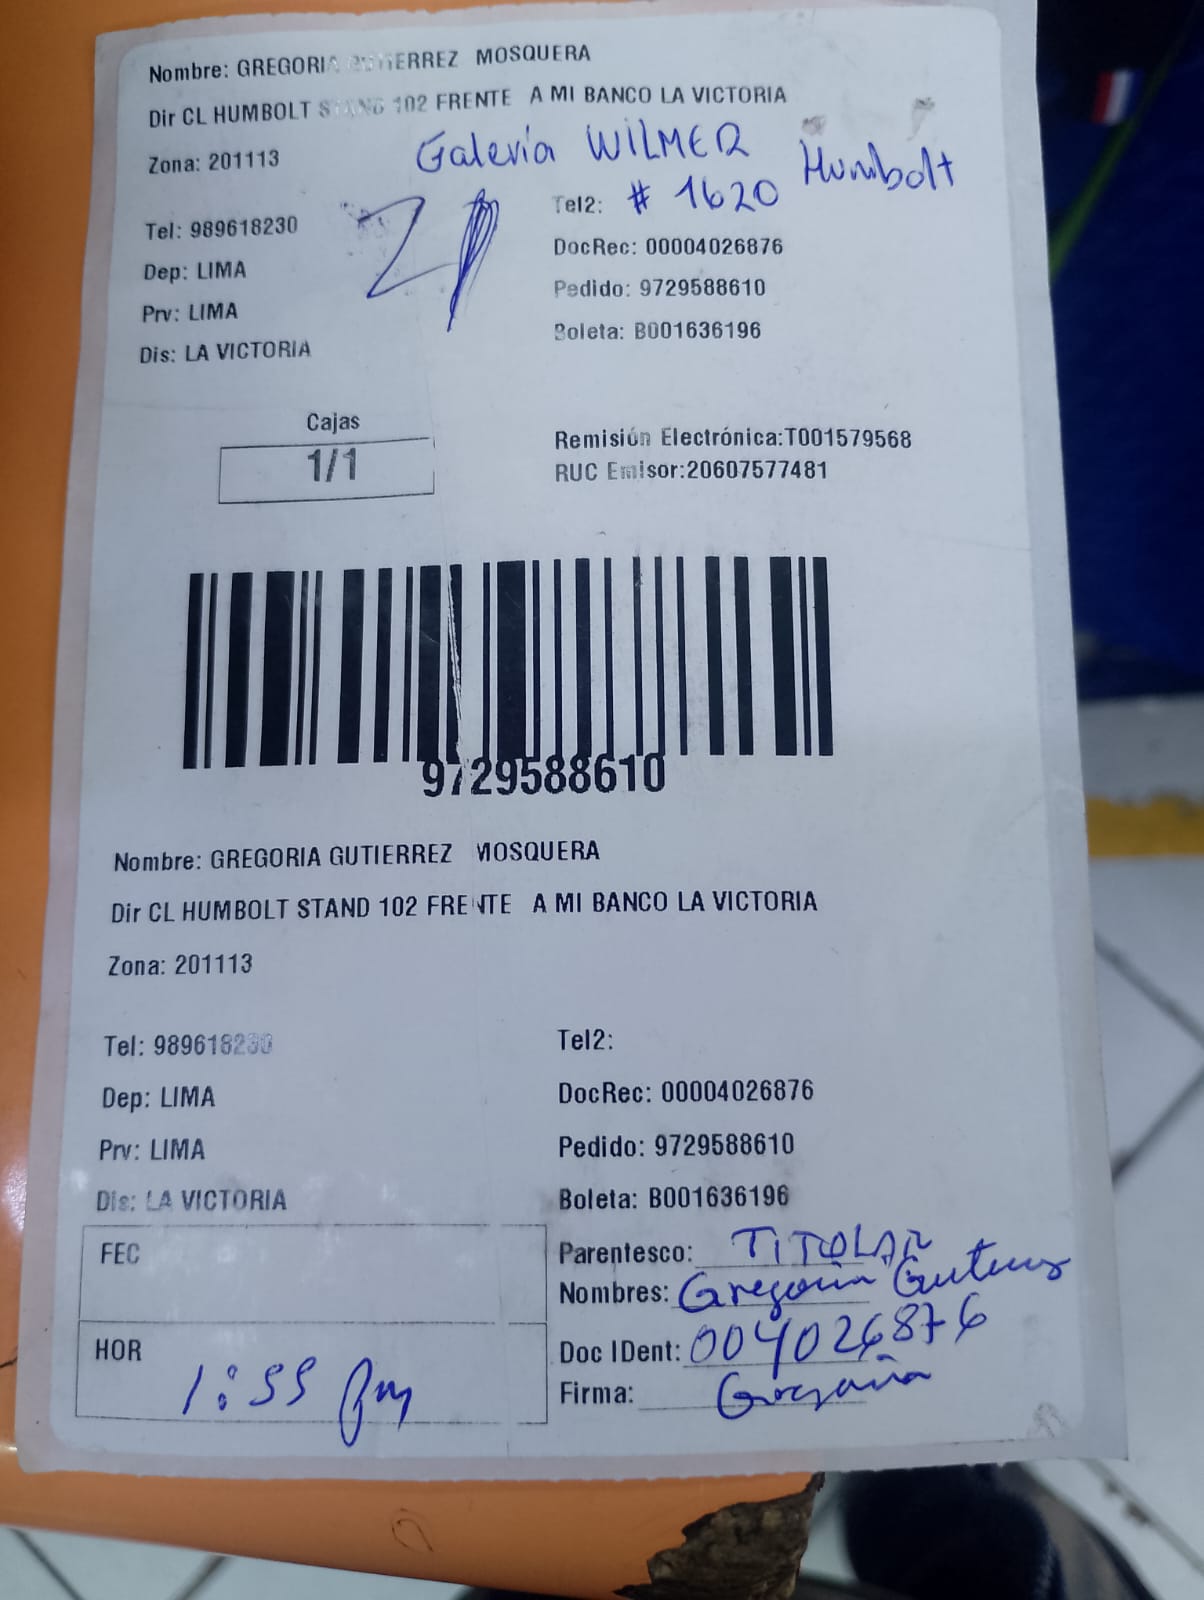 Nombre: GREGORIA GUTIERREZ MOSQUERA
Dir CL HUMBOLT STAND 102 FRENTE A MI BANCO LA VICTORIA
Zona: 201113
Galeria WILMER Humbolt
Tel2: # 1620
Tel: 989618230
DocRec: 00004026876
Dep: LIMA
Pedido: 9729588610
Prv: LIMA
Boleta: B001636196
Dis: LA VICTORIA
Cajas
1/1
Remisión Electrónica:T001579568
RUC Emisor:20607577481
9729588610
Nombre: GREGORIA GUTIERREZ MOSQUERA
Dir CL HUMBOLT STAND 102 FRENTE A MI BANCO LA VICTORIA
Zona: 201113
Tel: 989618230
Tel2:
Dep: LIMA
DocRec: 00004026876
Prv: LIMA
Pedido: 9729588610
Dis: LA VICTORIA
Boleta: B001636196
FEC
Parentesco: TITOLAR
Nombres: Gregoria
HOR
1:55 pm
Doc IDent: 004026876
Firma: Gregoria